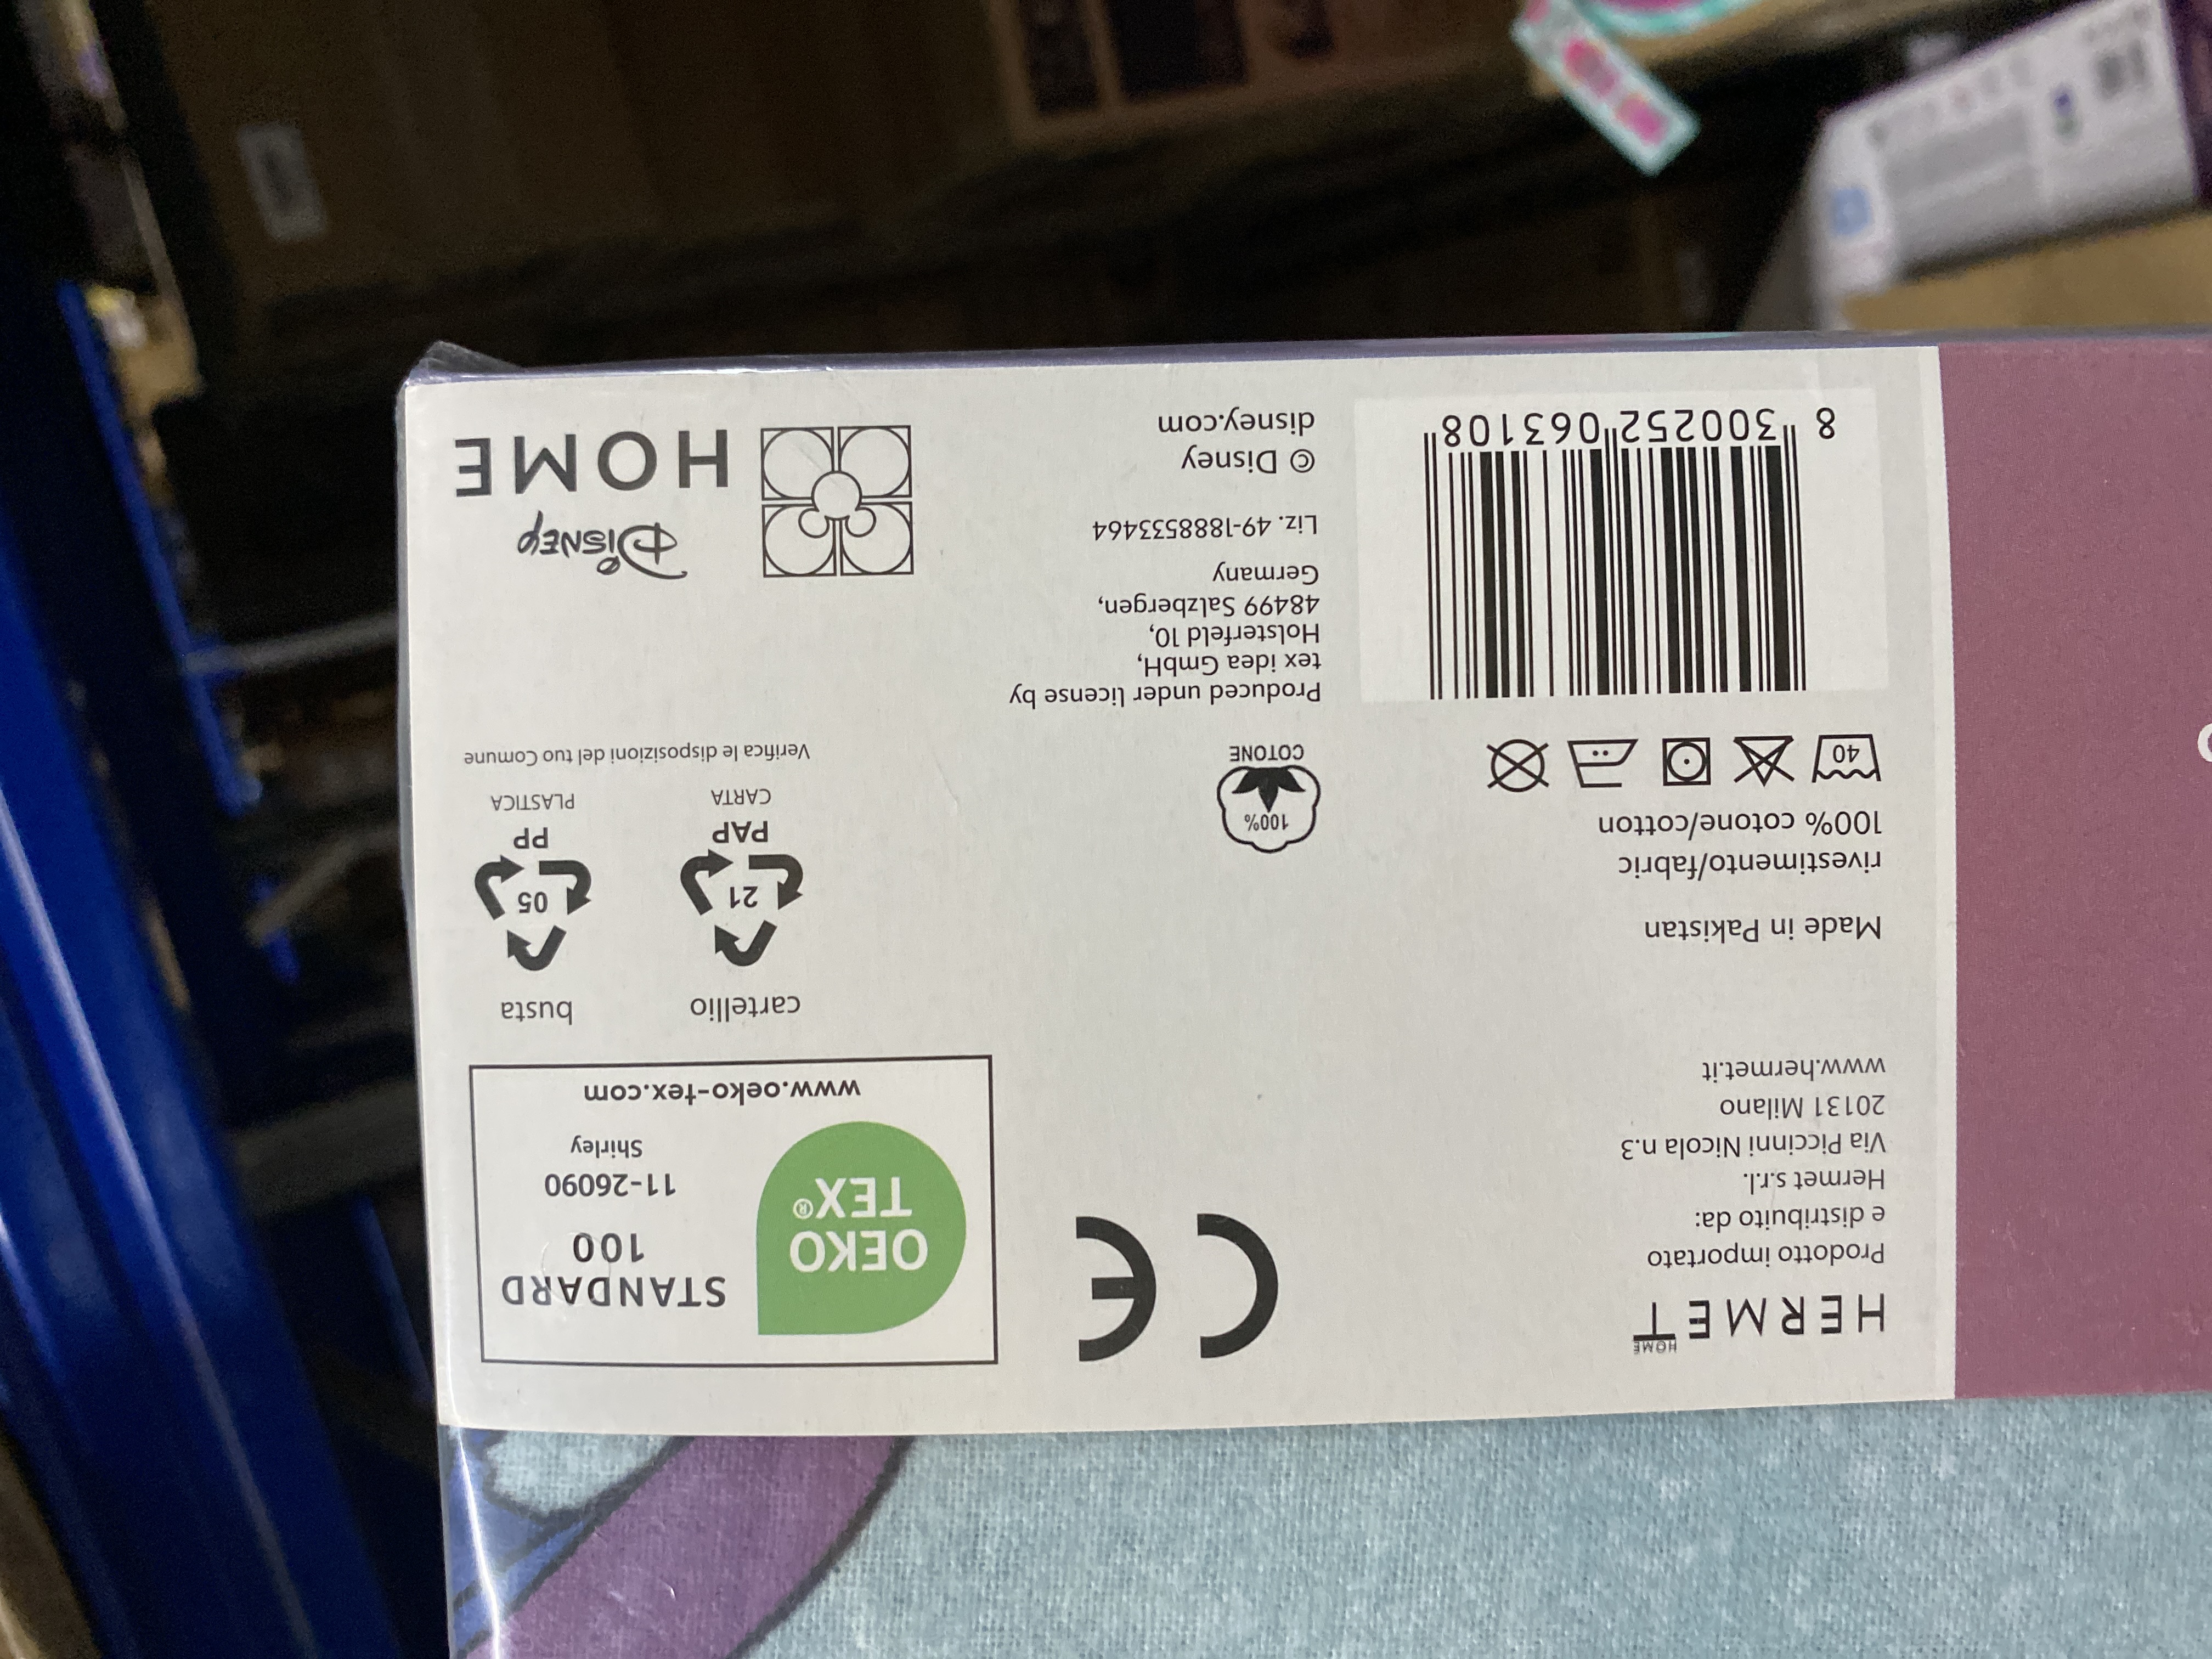 HERMET
HOME
Prodotto importato
e distribuito da:
Hermet s.r.l.
Via Piccinni Nicola n.3
20131 Milano
www.hermet.it
Made in Pakistan
rivestimento/fabric
100% cotone/cotton
40
8 300252 063108
CE
100%
COTONE
Produced under license by
tex idea GmbH,
Holsterfeld 10,
48499 Salzbergen,
Germany
Liz. 49-1888533464
© Disney
disney.com
OEKO
TEX®
STANDARD
100
11-26090
Shirley
www.oeko-tex.com
cartellio
21
PAP
CARTA
busta
05
PP
PLASTICA
Verifica le disposizioni del tuo Comune
Disney
HOME